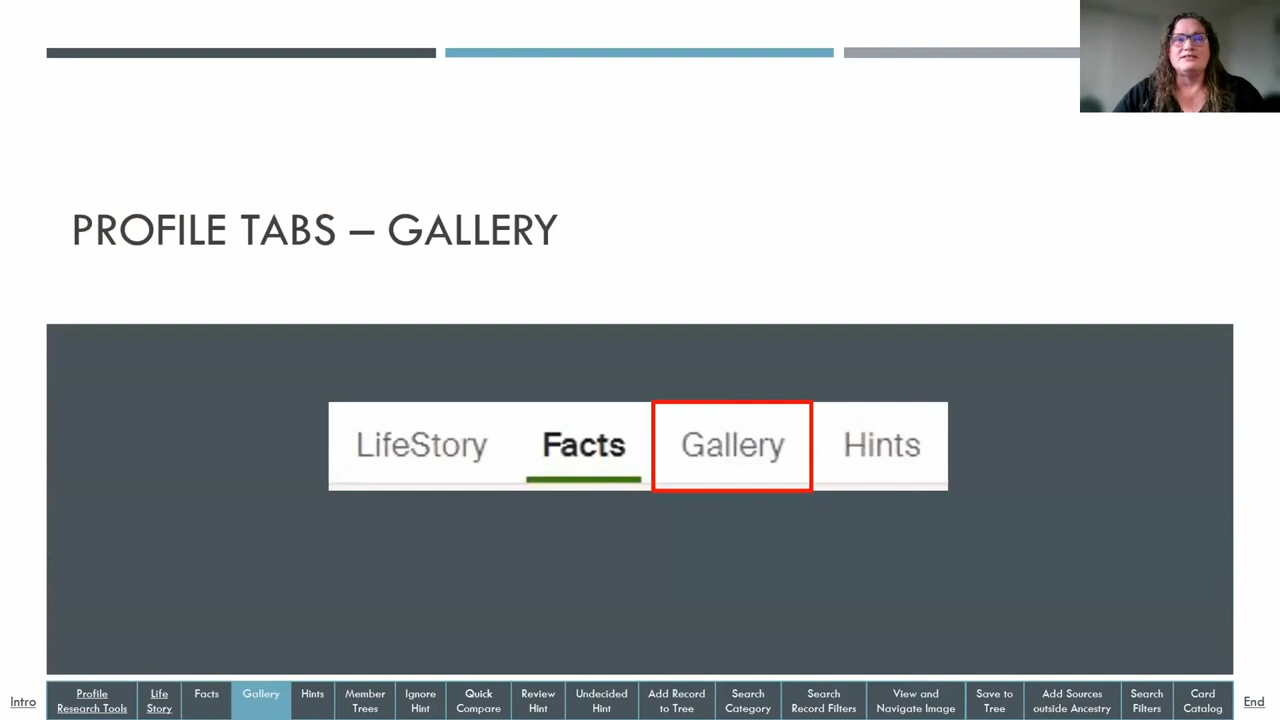 PROFILE TABS – GALLERY
LifeStory Facts Gallery Hints
Intro
Profile
Research Tools
Life
Story
Facts
Gallery
Hints
Member
Trees
Ignore
Hint
Quick
Compare
Review
Hint
Undecided
Hint
Add Record
to Tree
Search
Category
Search
Record Filters
View and
Navigate Image
Save to
Tree
Add Sources
outside Ancestry
Search
Filters
Card
Catalog
End